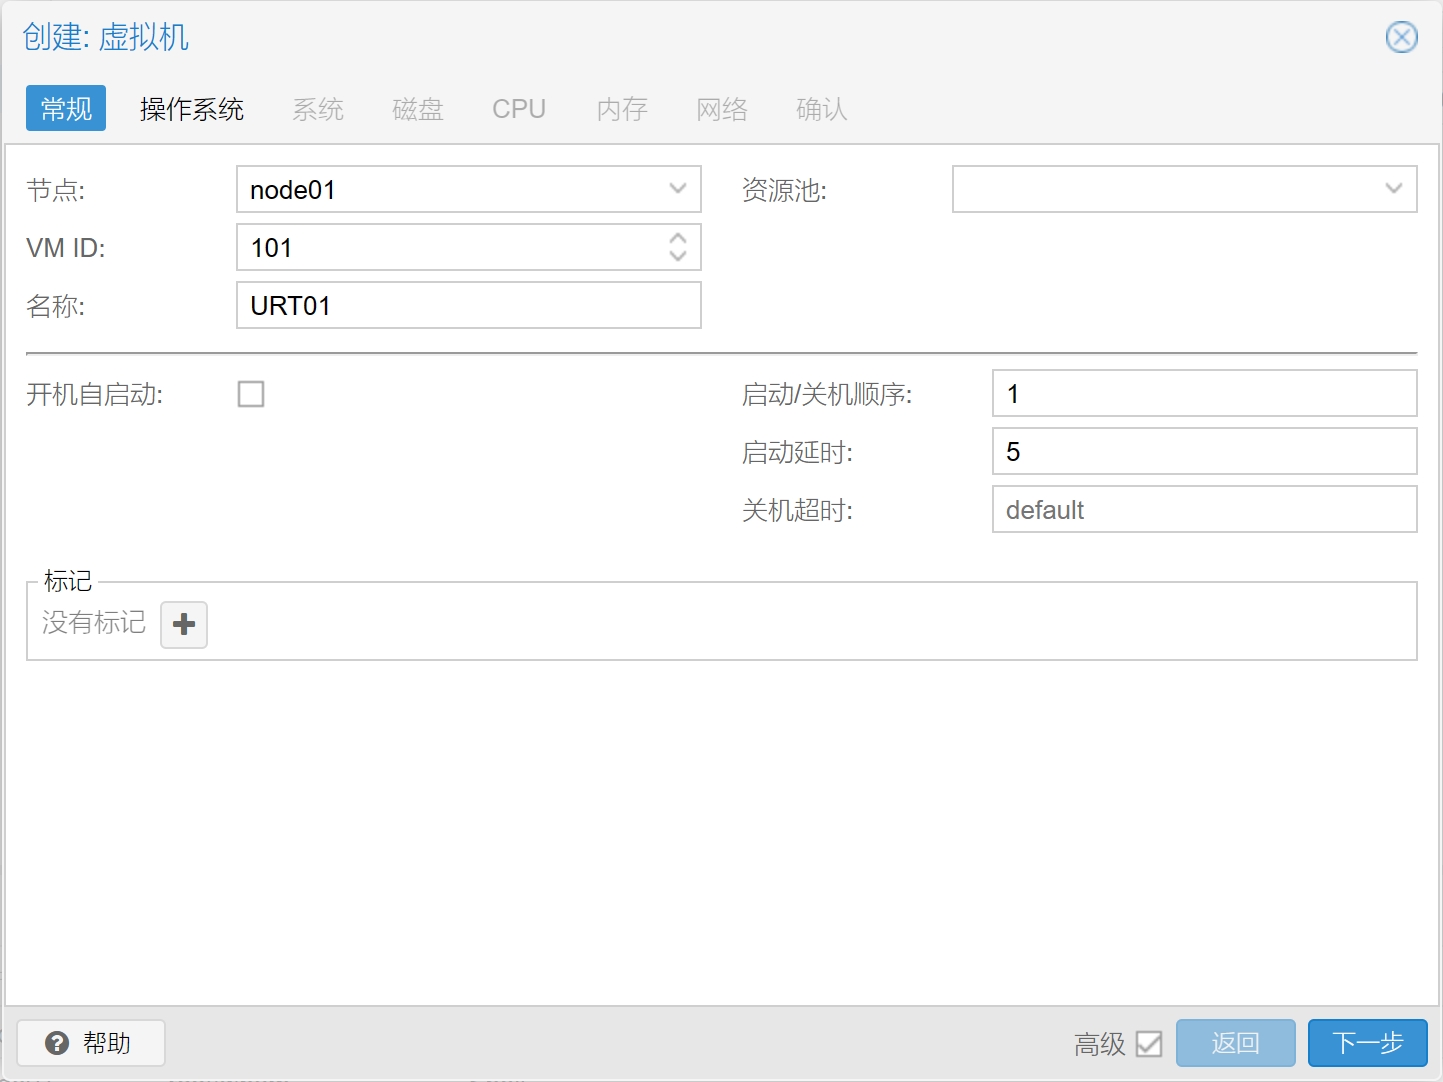 创建: 虚拟机
常规 操作系统 系统 磁盘 CPU 内存 网络 确认
节点: node01 资源池:
VM ID: 101
名称: URT01
开机自启动: 启动/关机顺序: 1
启动延时: 5
关机超时: default
标记
没有标记
帮助 高级 返回 下一步